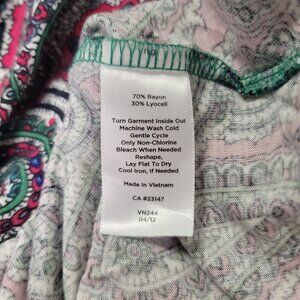 70% Rayon
30% Lyocell
Turn Garment Inside Out
Machine Wash Cold
Gentle Cycle
Only Non-Chlorine
Bleach When Needed
Reshape,
Lay Flat To Dry
Cool Iron, If Needed
Made in Vietnam
CA #23147
VN244
04/12